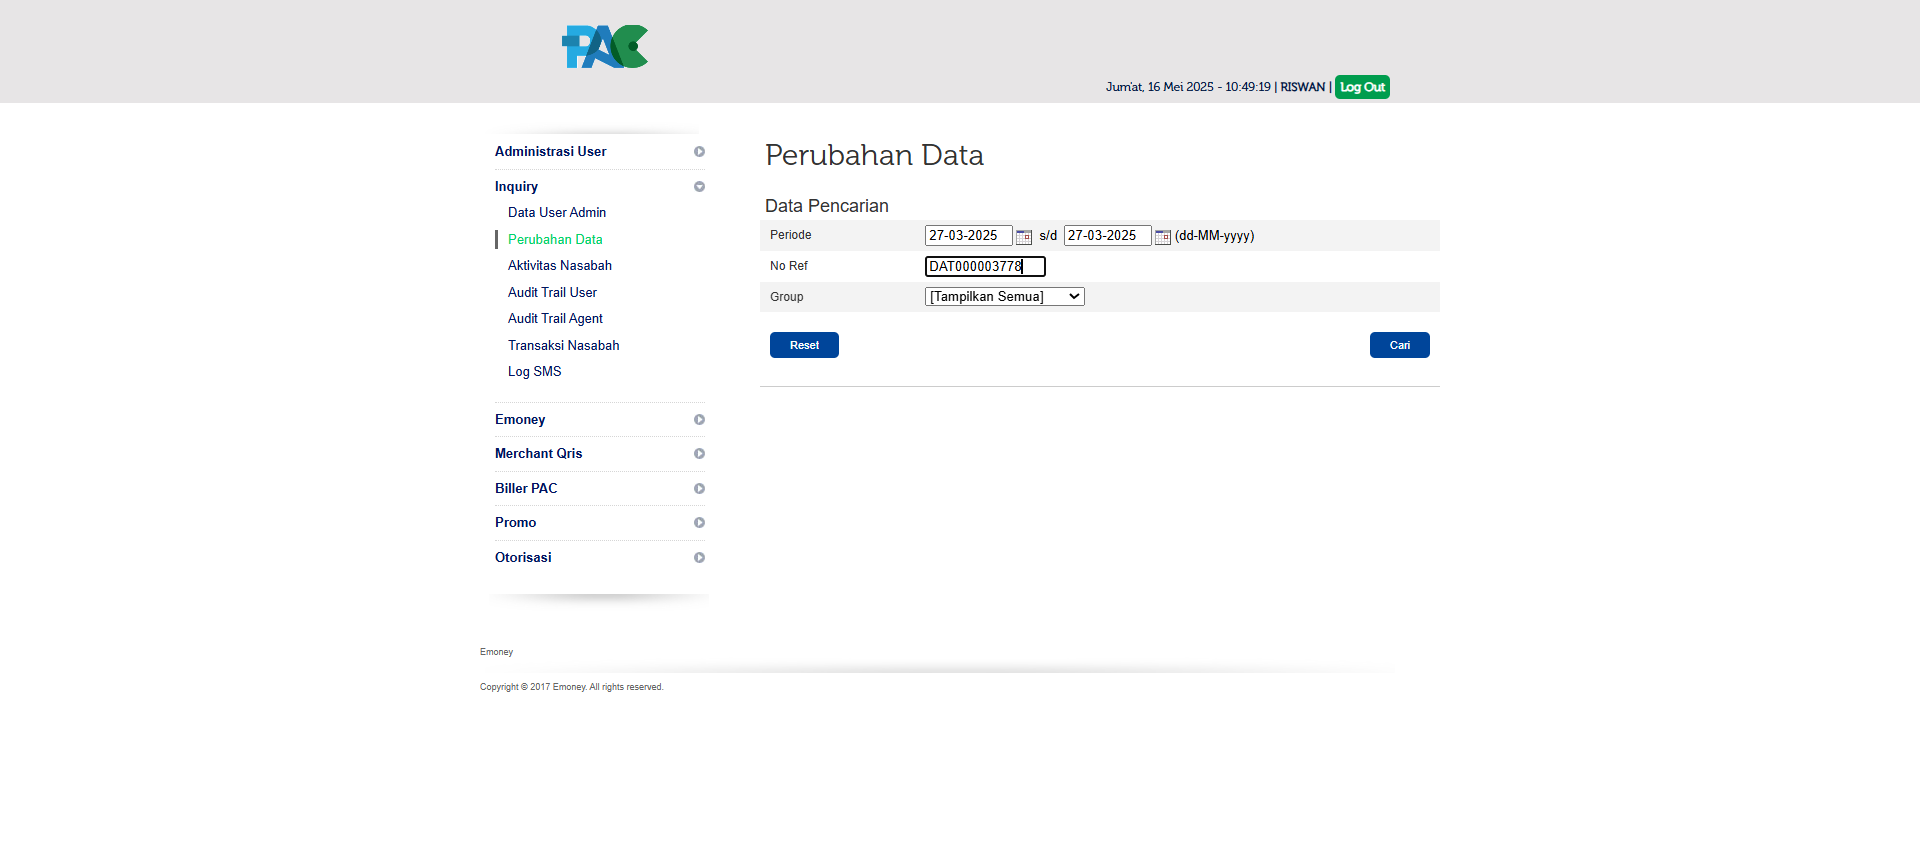 PAC
Jum'at, 16 Mei 2025 - 10:49:19 | RISWAN | Log Out
Administrasi User
Inquiry
Data User Admin
Perubahan Data
Aktivitas Nasabah
Audit Trail User
Audit Trail Agent
Transaksi Nasabah
Log SMS
Emoney
Merchant Qris
Biller PAC
Promo
Otorisasi
Perubahan Data
Data Pencarian
Periode 27-03-2025 s/d 27-03-2025 (dd-MM-yyyy)
No Ref DAT000003778
Group [Tampilkan Semua]
Reset Cari
Emoney
Copyright © 2017 Emoney. All rights reserved.